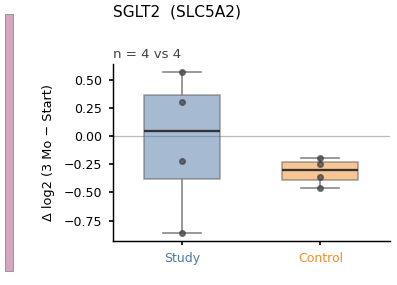 SGLT2 (SLC5A2)
n = 4 vs 4
Δ log2 (3 Mo − Start)
0.50
0.25
0.00
−0.25
−0.50
−0.75
Study
Control